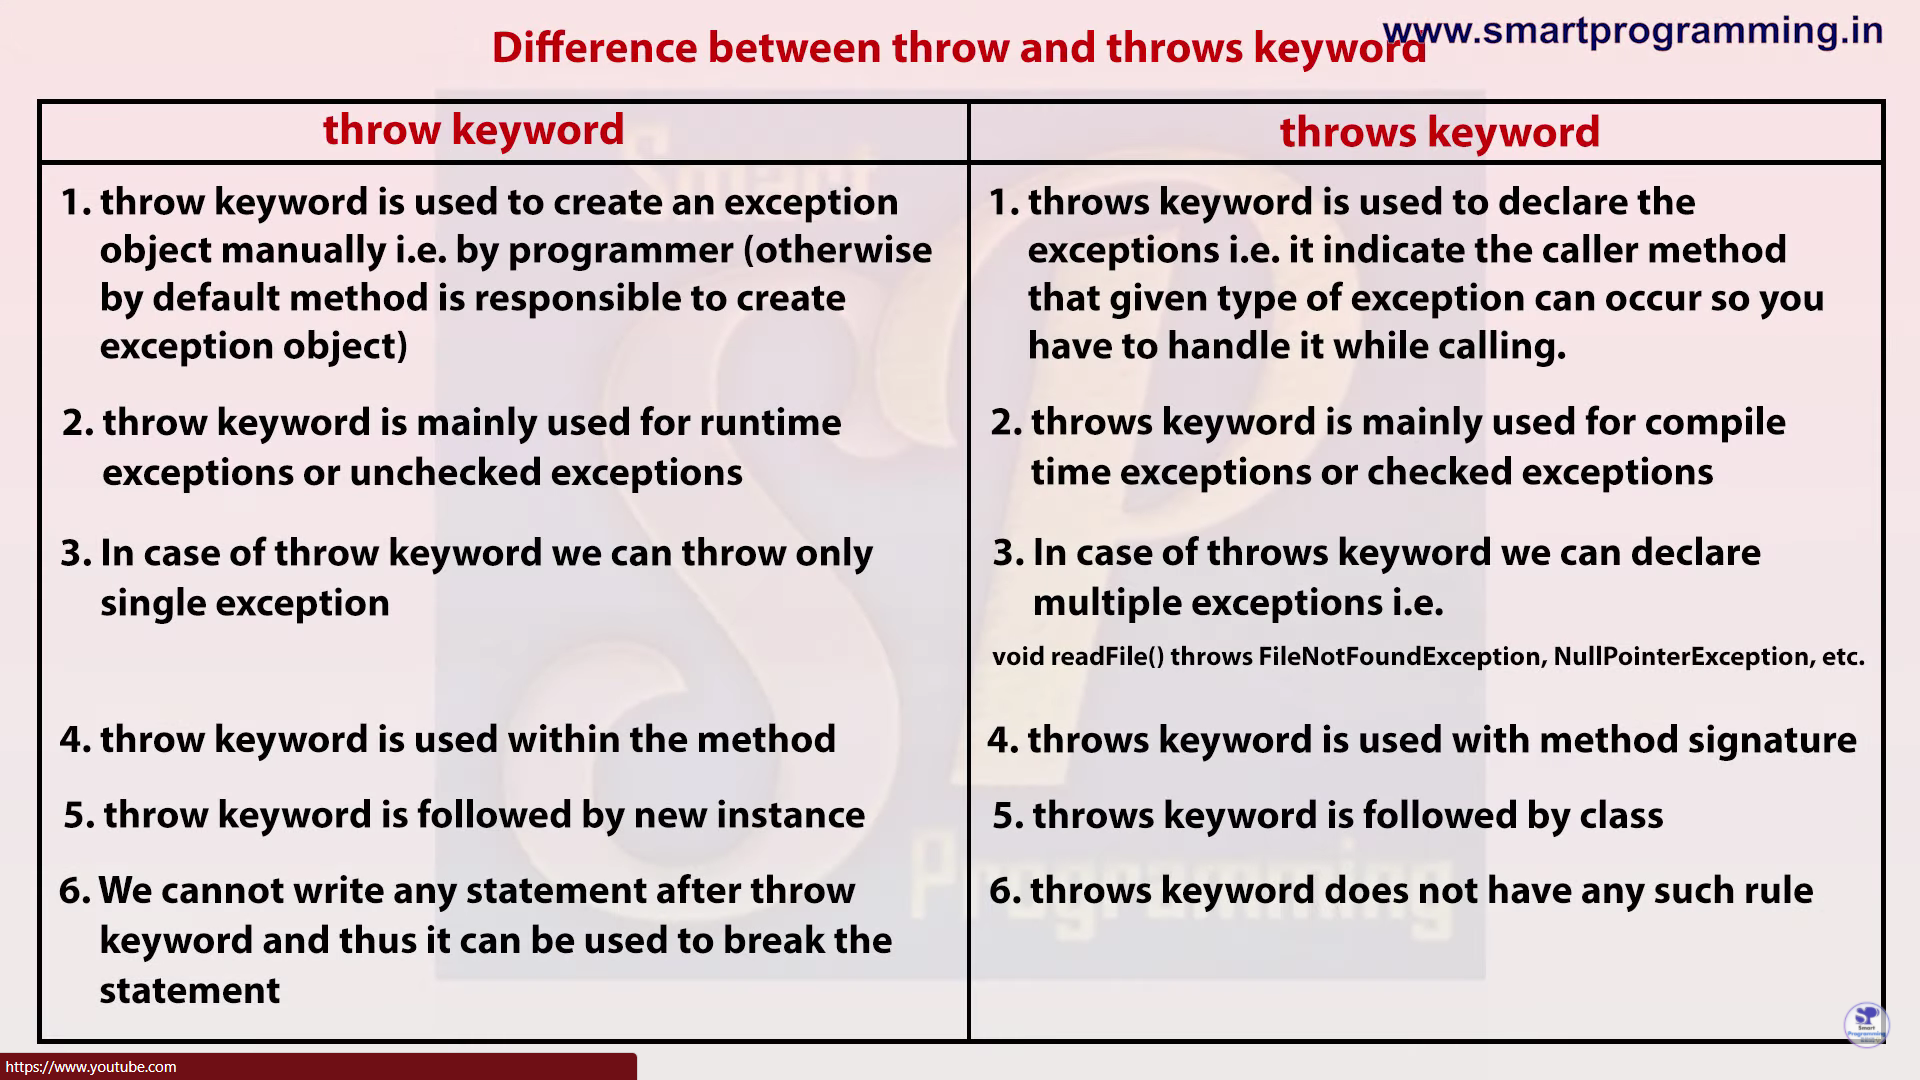 Difference between throw and throws keyword
www.smartprogramming.in
throw keyword
throws keyword
1. throw keyword is used to create an exception
object manually i.e. by programmer (otherwise
by default method is responsible to create
exception object)
2. throw keyword is mainly used for runtime
exceptions or unchecked exceptions
3. In case of throw keyword we can throw only
single exception
4. throw keyword is used within the method
5. throw keyword is followed by new instance
6. We cannot write any statement after throw
keyword and thus it can be used to break the
statement
1. throws keyword is used to declare the
exceptions i.e. it indicate the caller method
that given type of exception can occur so you
have to handle it while calling.
2. throws keyword is mainly used for compile
time exceptions or checked exceptions
3. In case of throws keyword we can declare
multiple exceptions i.e.
void readFile() throws FileNotFoundException, NullPointerException, etc.
4. throws keyword is used with method signature
5. throws keyword is followed by class
6. throws keyword does not have any such rule
Smart
SP
Programming
SP
Smart
Programming
https://www.youtube.com